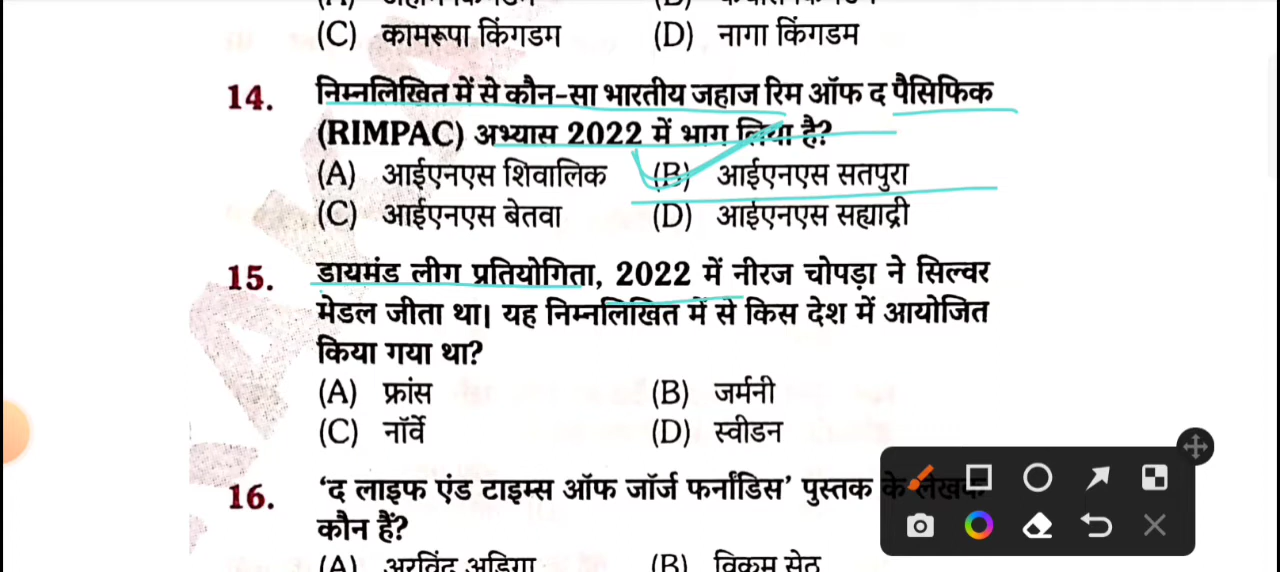 (C) कामरूपा किंगडम (D) नागा किंगडम
14. निम्नलिखित में से कौन-सा भारतीय जहाज रिम ऑफ द पैसिफिक
(RIMPAC) अभ्यास 2022 में भाग लिया है?
(A) आईएनएस शिवालिक (B) आईएनएस सतपुरा
(C) आईएनएस बेतवा (D) आईएनएस सह्याद्री
15. डायमंड लीग प्रतियोगिता, 2022 में नीरज चोपड़ा ने सिल्वर
मेडल जीता था। यह निम्नलिखित में से किस देश में आयोजित
किया गया था?
(A) फ्रांस (B) जर्मनी
(C) नॉर्वे (D) स्वीडन
16. ‘द लाइफ एंड टाइम्स ऑफ जॉर्ज फर्नांडिस’ पुस्तक के लेखक
कौन हैं?
(A) अरविंद अडिगा (B) विक्रम सेठ